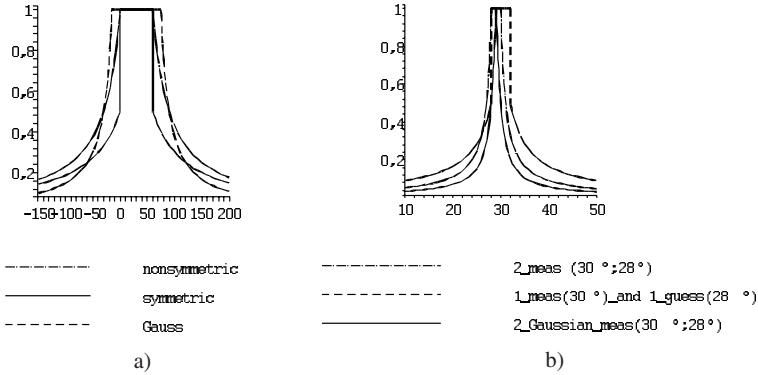 1
0,8
0,6
0,4
0,2
-150-100-50 0 50 100 150 200
nonsymmetric
symmetric
Gauss
a)
1
0,8
0,6
0,4
0,2
10 20 30 40 50
2_meas (30 °;28°)
1_meas(30 °)_and 1_guess(28 °)
2_Gaussian_meas(30 °;28°)
b)